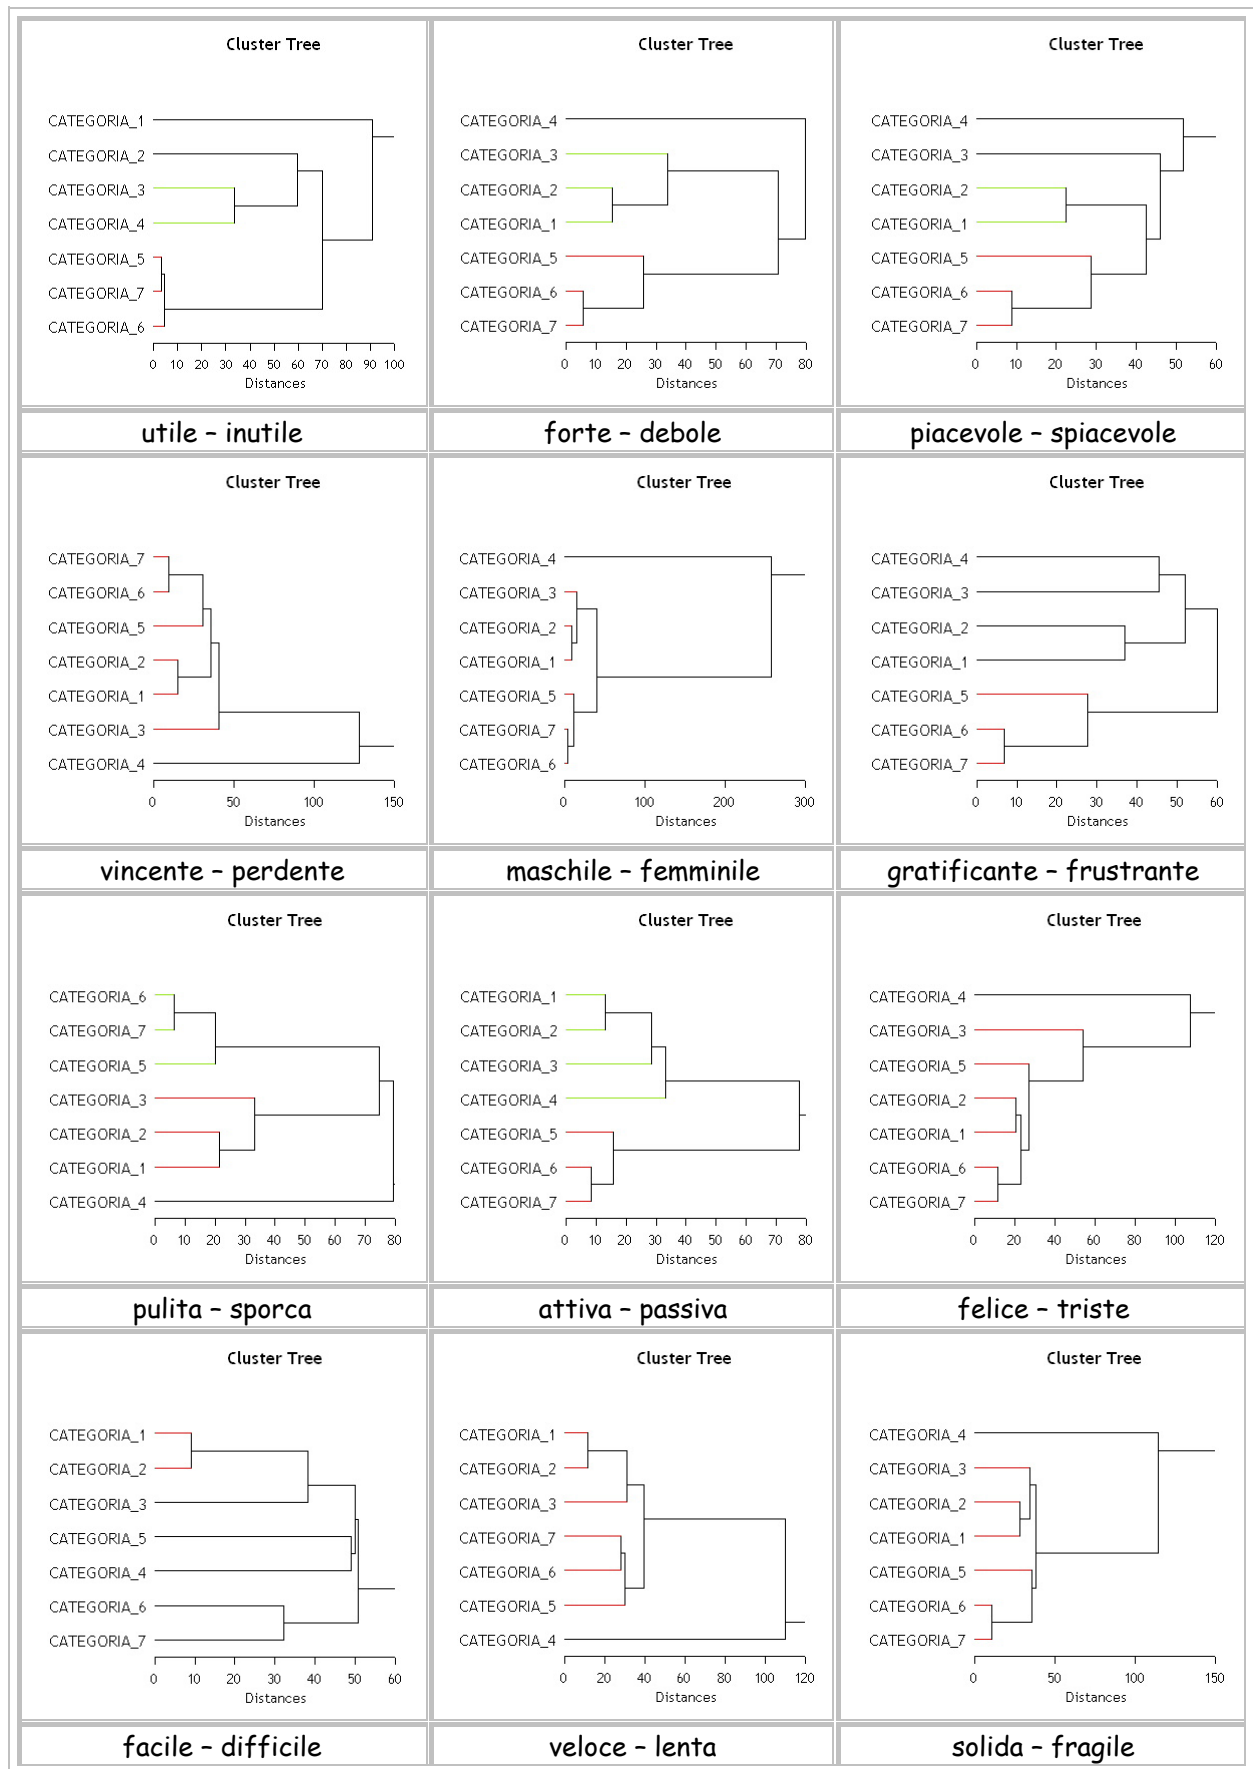 Cluster Tree
CATEGORIA_1
CATEGORIA_2
CATEGORIA_3
CATEGORIA_4
CATEGORIA_5
CATEGORIA_7
CATEGORIA_6
0 10 20 30 40 50 60 70 80 90 100
Distances
utile – inutile
Cluster Tree
CATEGORIA_4
CATEGORIA_3
CATEGORIA_2
CATEGORIA_1
CATEGORIA_5
CATEGORIA_6
CATEGORIA_7
0 10 20 30 40 50 60 70 80
Distances
forte – debole
Cluster Tree
CATEGORIA_4
CATEGORIA_3
CATEGORIA_2
CATEGORIA_1
CATEGORIA_5
CATEGORIA_6
CATEGORIA_7
0 10 20 30 40 50 60
Distances
piacevole – spiacevole
Cluster Tree
CATEGORIA_7
CATEGORIA_6
CATEGORIA_5
CATEGORIA_2
CATEGORIA_1
CATEGORIA_3
CATEGORIA_4
0 50 100 150
Distances
vincente – perdente
Cluster Tree
CATEGORIA_4
CATEGORIA_3
CATEGORIA_2
CATEGORIA_1
CATEGORIA_5
CATEGORIA_7
CATEGORIA_6
0 100 200 300
Distances
maschile – femminile
Cluster Tree
CATEGORIA_4
CATEGORIA_3
CATEGORIA_2
CATEGORIA_1
CATEGORIA_5
CATEGORIA_6
CATEGORIA_7
0 10 20 30 40 50 60
Distances
gratificante – frustrante
Cluster Tree
CATEGORIA_6
CATEGORIA_7
CATEGORIA_5
CATEGORIA_3
CATEGORIA_2
CATEGORIA_1
CATEGORIA_4
0 10 20 30 40 50 60 70 80
Distances
pulita – sporca
Cluster Tree
CATEGORIA_1
CATEGORIA_2
CATEGORIA_3
CATEGORIA_4
CATEGORIA_5
CATEGORIA_6
CATEGORIA_7
0 10 20 30 40 50 60 70 80
Distances
attiva – passiva
Cluster Tree
CATEGORIA_4
CATEGORIA_3
CATEGORIA_5
CATEGORIA_2
CATEGORIA_1
CATEGORIA_6
CATEGORIA_7
0 20 40 60 80 100 120
Distances
felice – triste
Cluster Tree
CATEGORIA_1
CATEGORIA_2
CATEGORIA_3
CATEGORIA_5
CATEGORIA_4
CATEGORIA_6
CATEGORIA_7
0 10 20 30 40 50 60
Distances
facile – difficile
Cluster Tree
CATEGORIA_1
CATEGORIA_2
CATEGORIA_3
CATEGORIA_7
CATEGORIA_6
CATEGORIA_5
CATEGORIA_4
0 20 40 60 80 100 120
Distances
veloce – lenta
Cluster Tree
CATEGORIA_4
CATEGORIA_3
CATEGORIA_2
CATEGORIA_1
CATEGORIA_5
CATEGORIA_6
CATEGORIA_7
0 50 100 150
Distances
solida – fragile